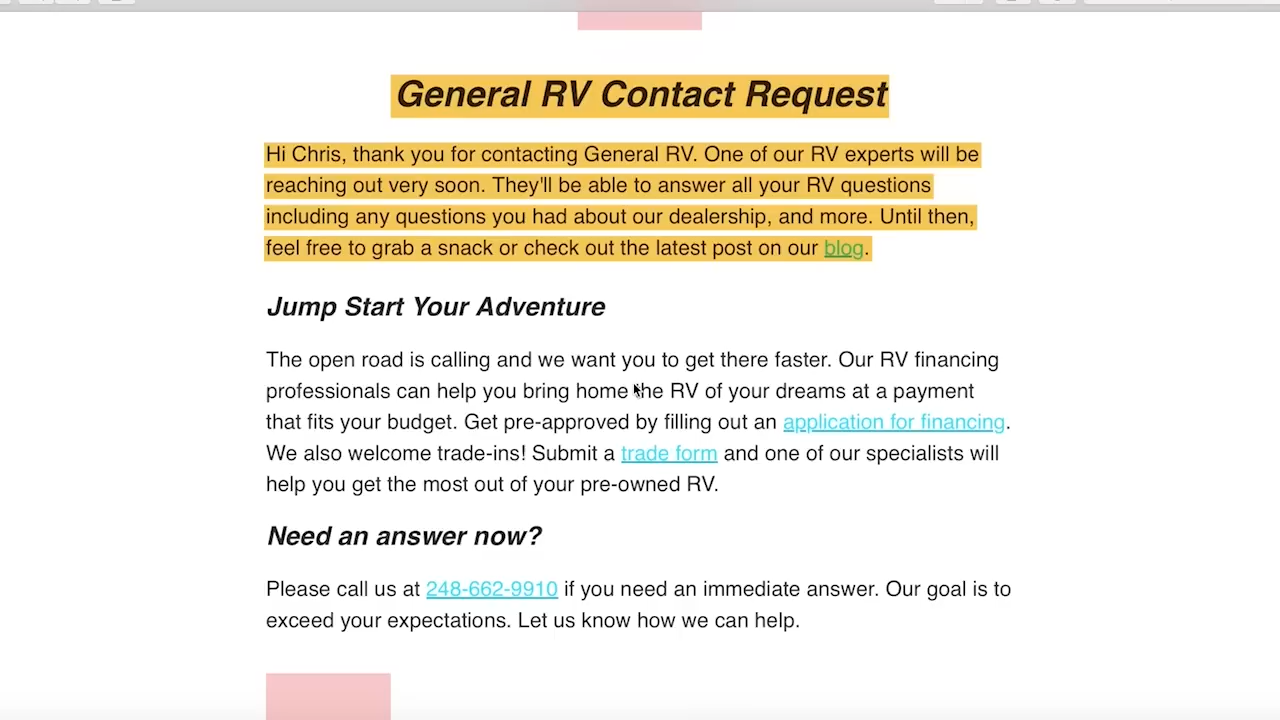 General RV Contact Request
Hi Chris, thank you for contacting General RV. One of our RV experts will be
reaching out very soon. They'll be able to answer all your RV questions
including any questions you had about our dealership, and more. Until then,
feel free to grab a snack or check out the latest post on our blog.
Jump Start Your Adventure
The open road is calling and we want you to get there faster. Our RV financing
professionals can help you bring home the RV of your dreams at a payment
that fits your budget. Get pre-approved by filling out an application for financing.
We also welcome trade-ins! Submit a trade form and one of our specialists will
help you get the most out of your pre-owned RV.
Need an answer now?
Please call us at 248-662-9910 if you need an immediate answer. Our goal is to
exceed your expectations. Let us know how we can help.